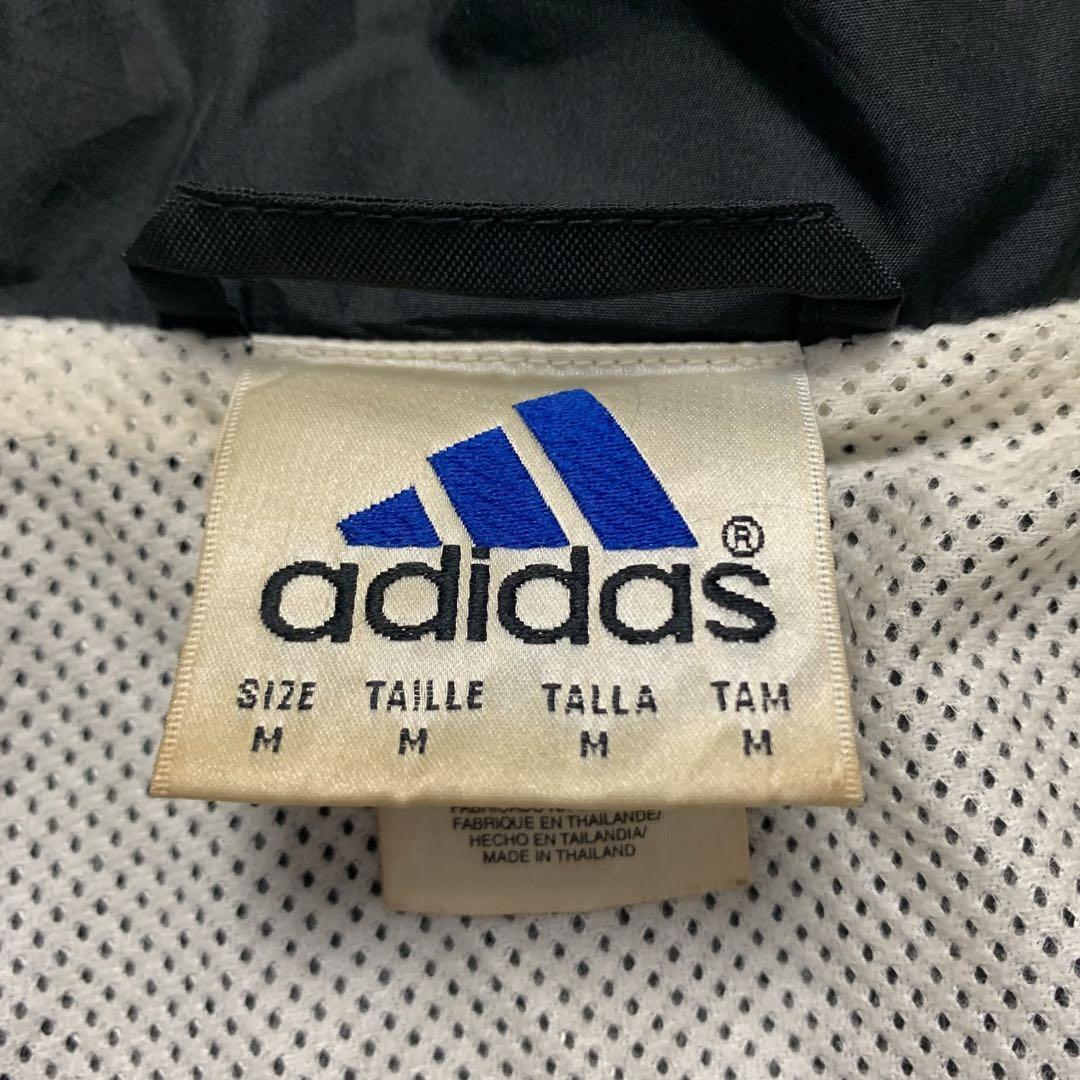 adidas®
SIZE TAILLE TALLA TAM
M M M M
FABRIQUE EN THAILANDE/
HECHO EN TAILANDIA/
MADE IN THAILAND